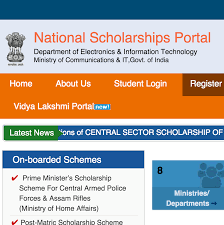 National Scholarships Portal
Department of Electronics & Information Technology
Ministry of Communications & IT,Govt. of India
Home About Us Student Login Register
Vidya Lakshmi Portal new!
Latest News ions of CENTRAL SECTOR SCHOLARSHIP OF
On-boarded Schemes
Prime Minister's Scholarship
Scheme For Central Armed Police
Forces & Assam Rifles
(Ministry of Home Affairs)
Post-Matric Scholarship Scheme
8
Ministries/
Departments